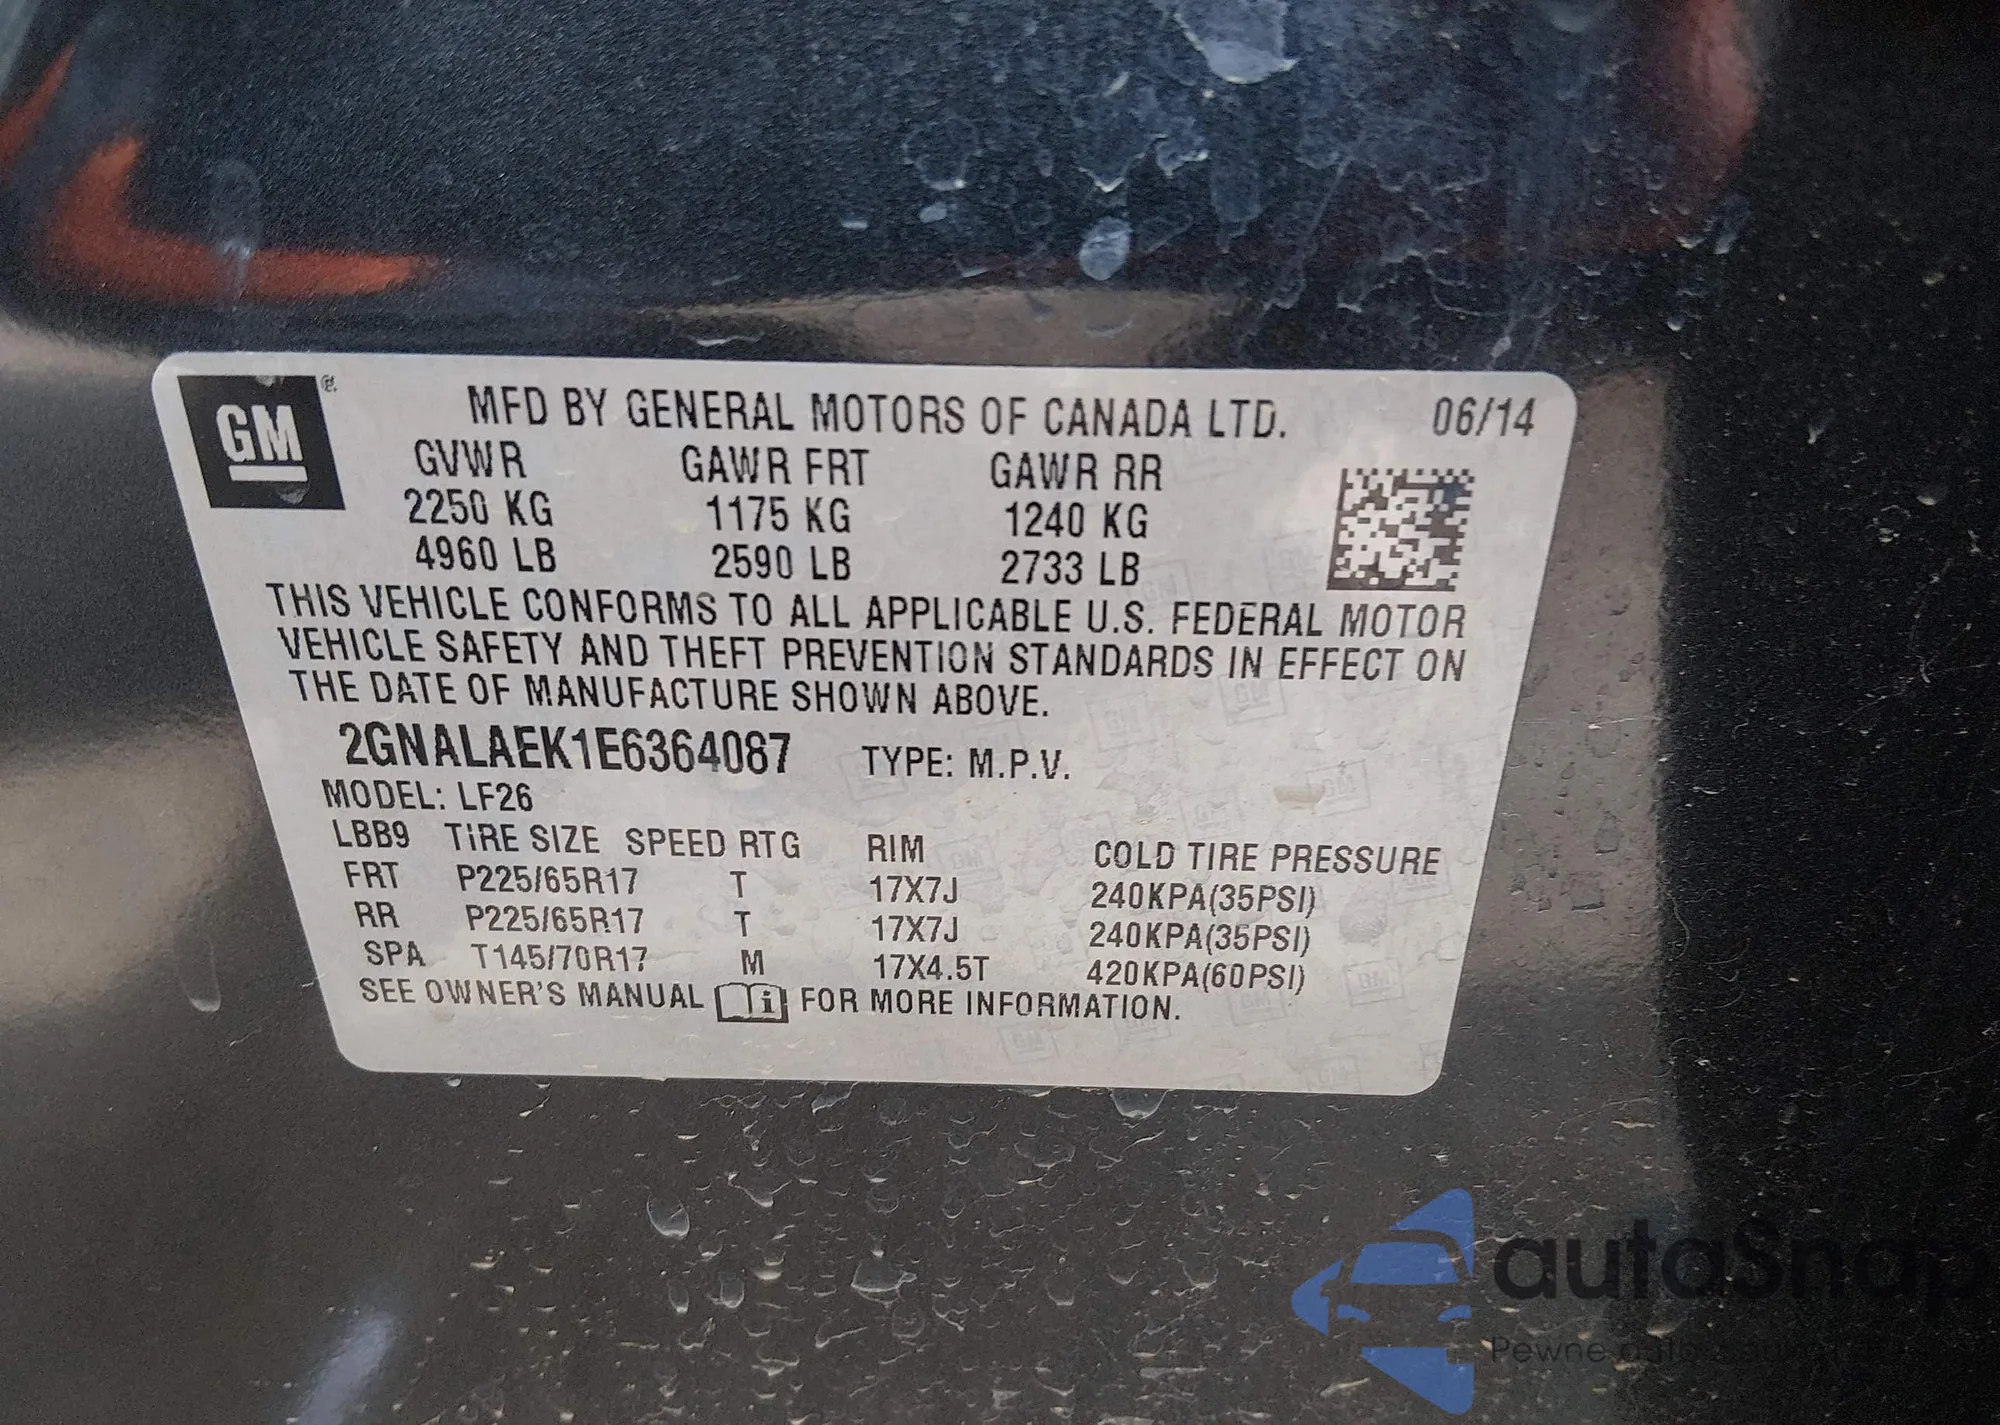 GM ®
MFD BY GENERAL MOTORS OF CANADA LTD. 06/14
GVWR GAWR FRT GAWR RR
2250 KG 1175 KG 1240 KG
4960 LB 2590 LB 2733 LB
THIS VEHICLE CONFORMS TO ALL APPLICABLE U.S. FEDERAL MOTOR
VEHICLE SAFETY AND THEFT PREVENTION STANDARDS IN EFFECT ON
THE DATE OF MANUFACTURE SHOWN ABOVE.
2GNALAEK1E6364087 TYPE: M.P.V.
MODEL: LF26
LBB9 TIRE SIZE SPEED RTG RIM COLD TIRE PRESSURE
FRT P225/65R17 T 17X7J 240KPA(35PSI)
RR P225/65R17 T 17X7J 240KPA(35PSI)
SPA T145/70R17 M 17X4.5T 420KPA(60PSI)
SEE OWNER'S MANUAL i FOR MORE INFORMATION.
autaSnap
Pewne auto